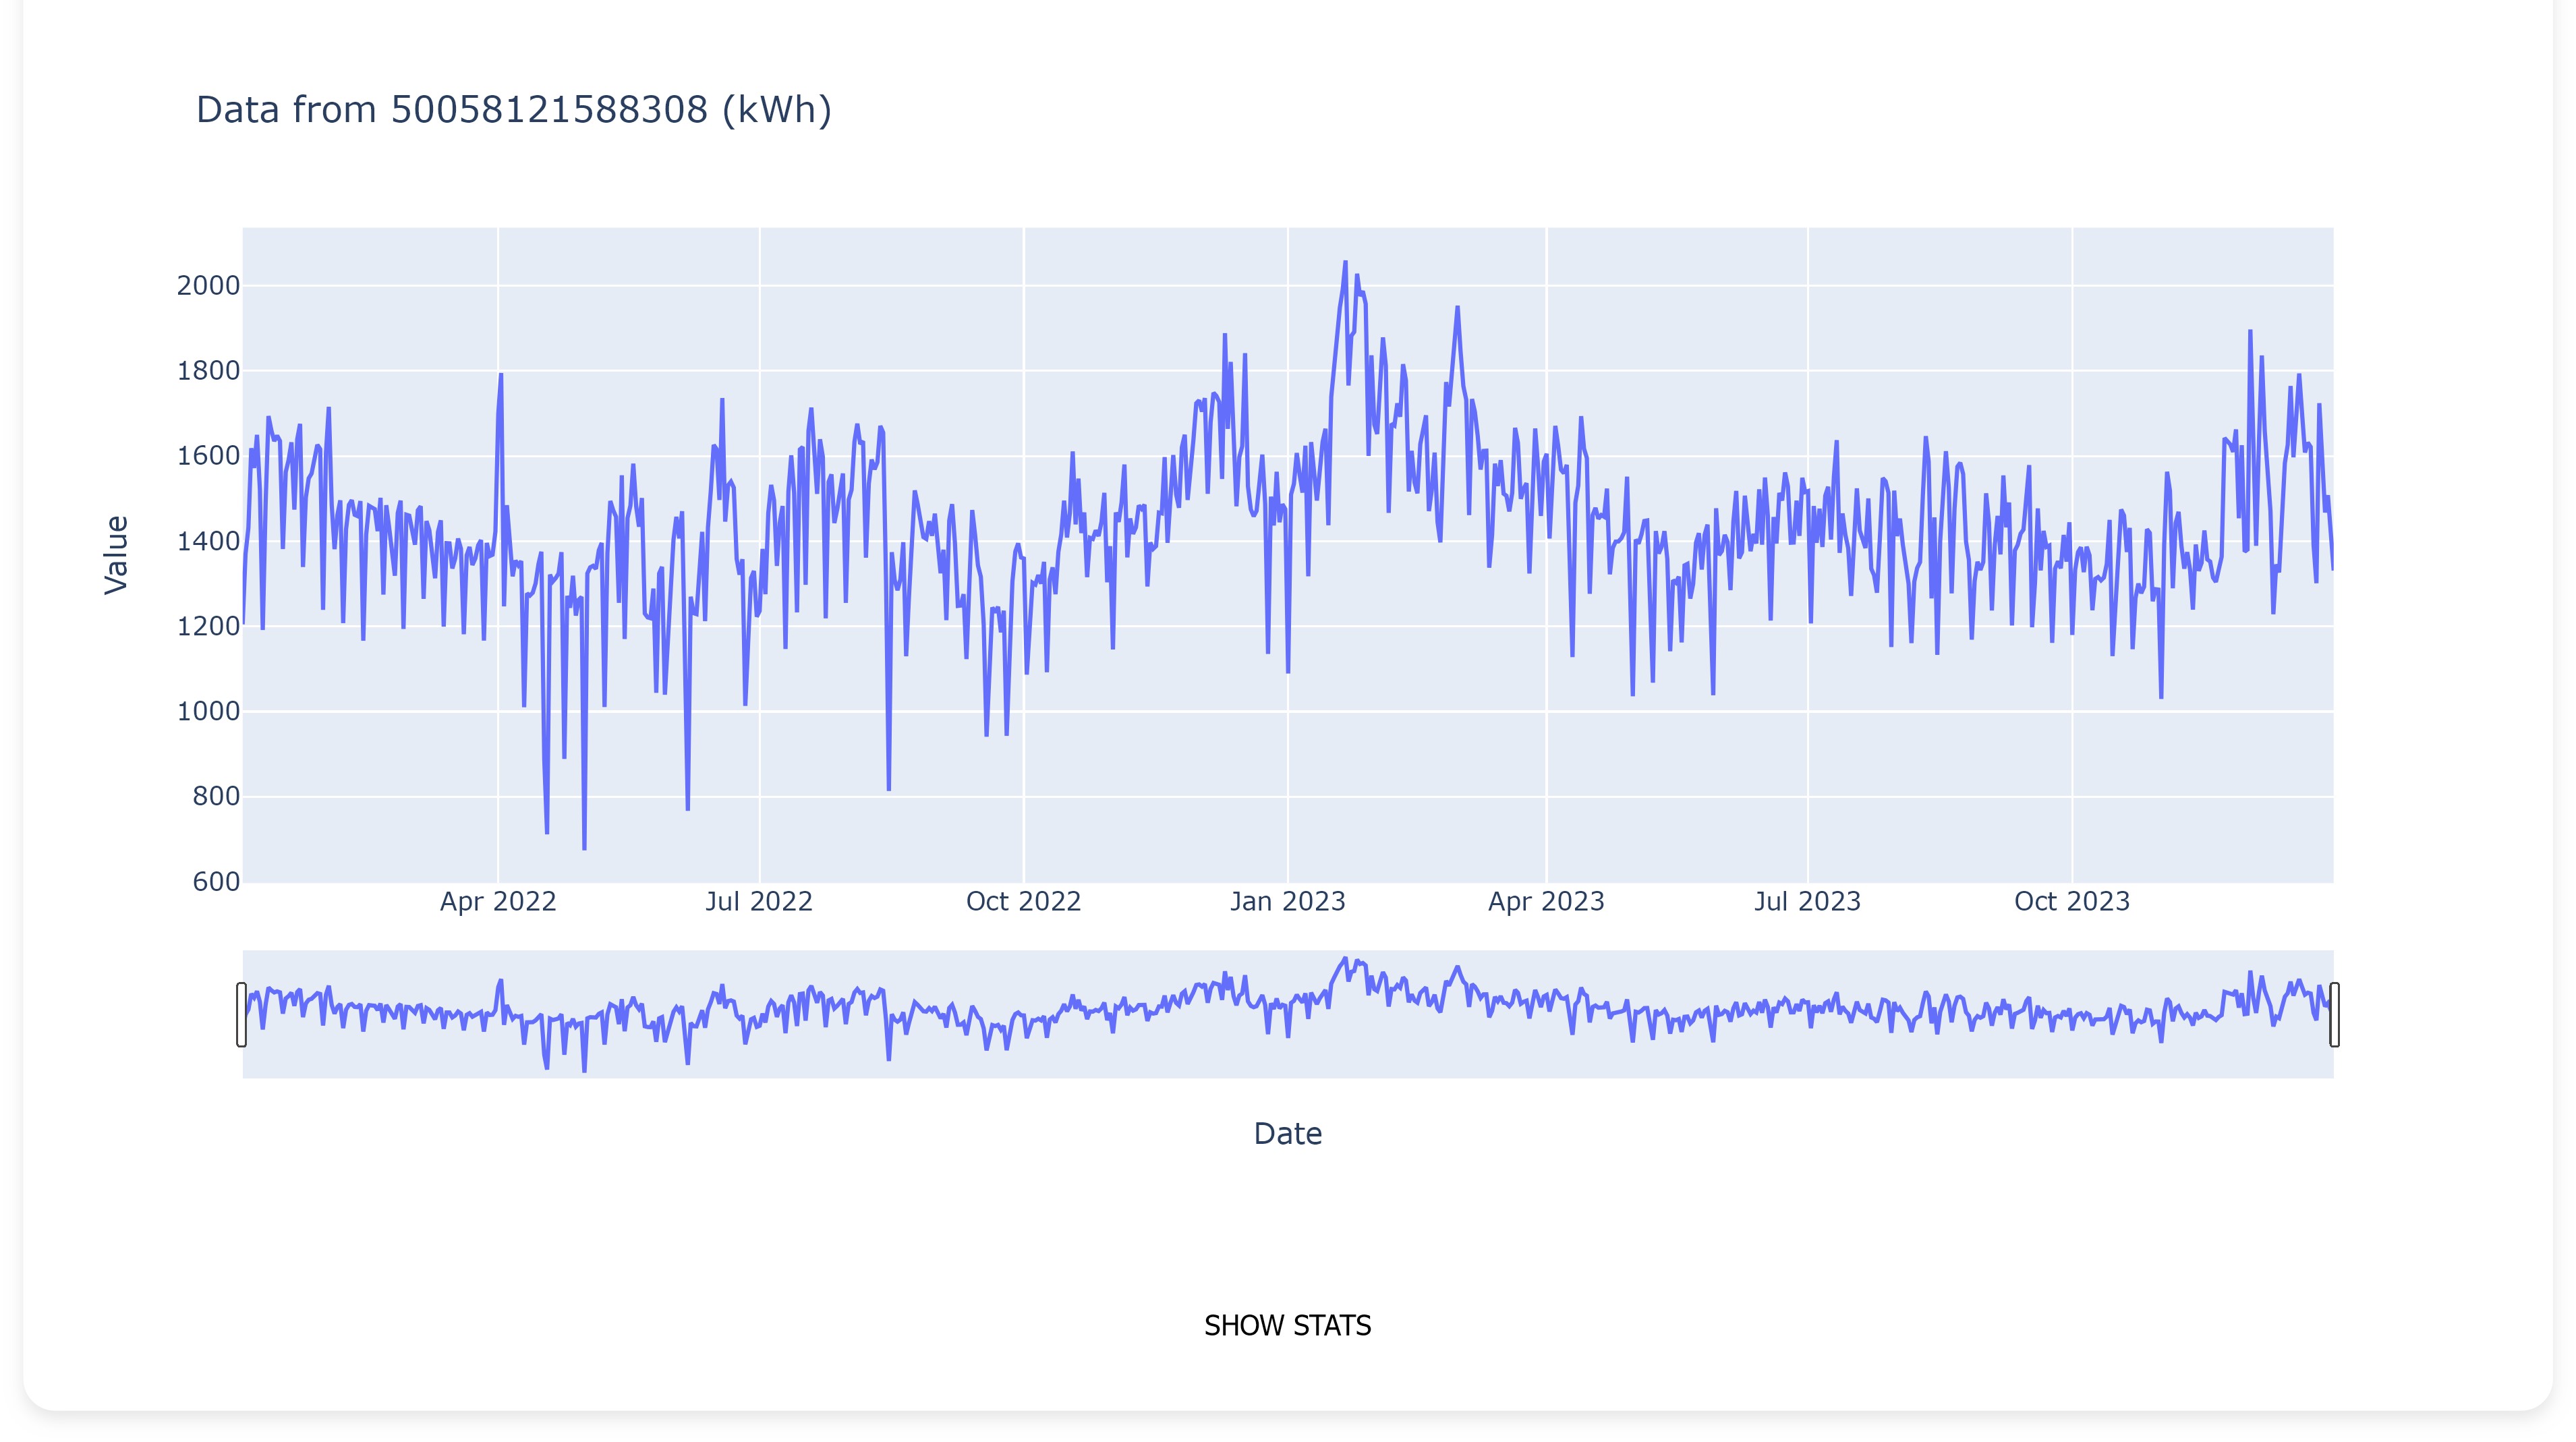 Data from 50058121588308 (kWh)
2000
1800
1600
1400
1200
1000
800
600
Value
Apr 2022
Jul 2022
Oct 2022
Jan 2023
Apr 2023
Jul 2023
Oct 2023
Date
SHOW STATS